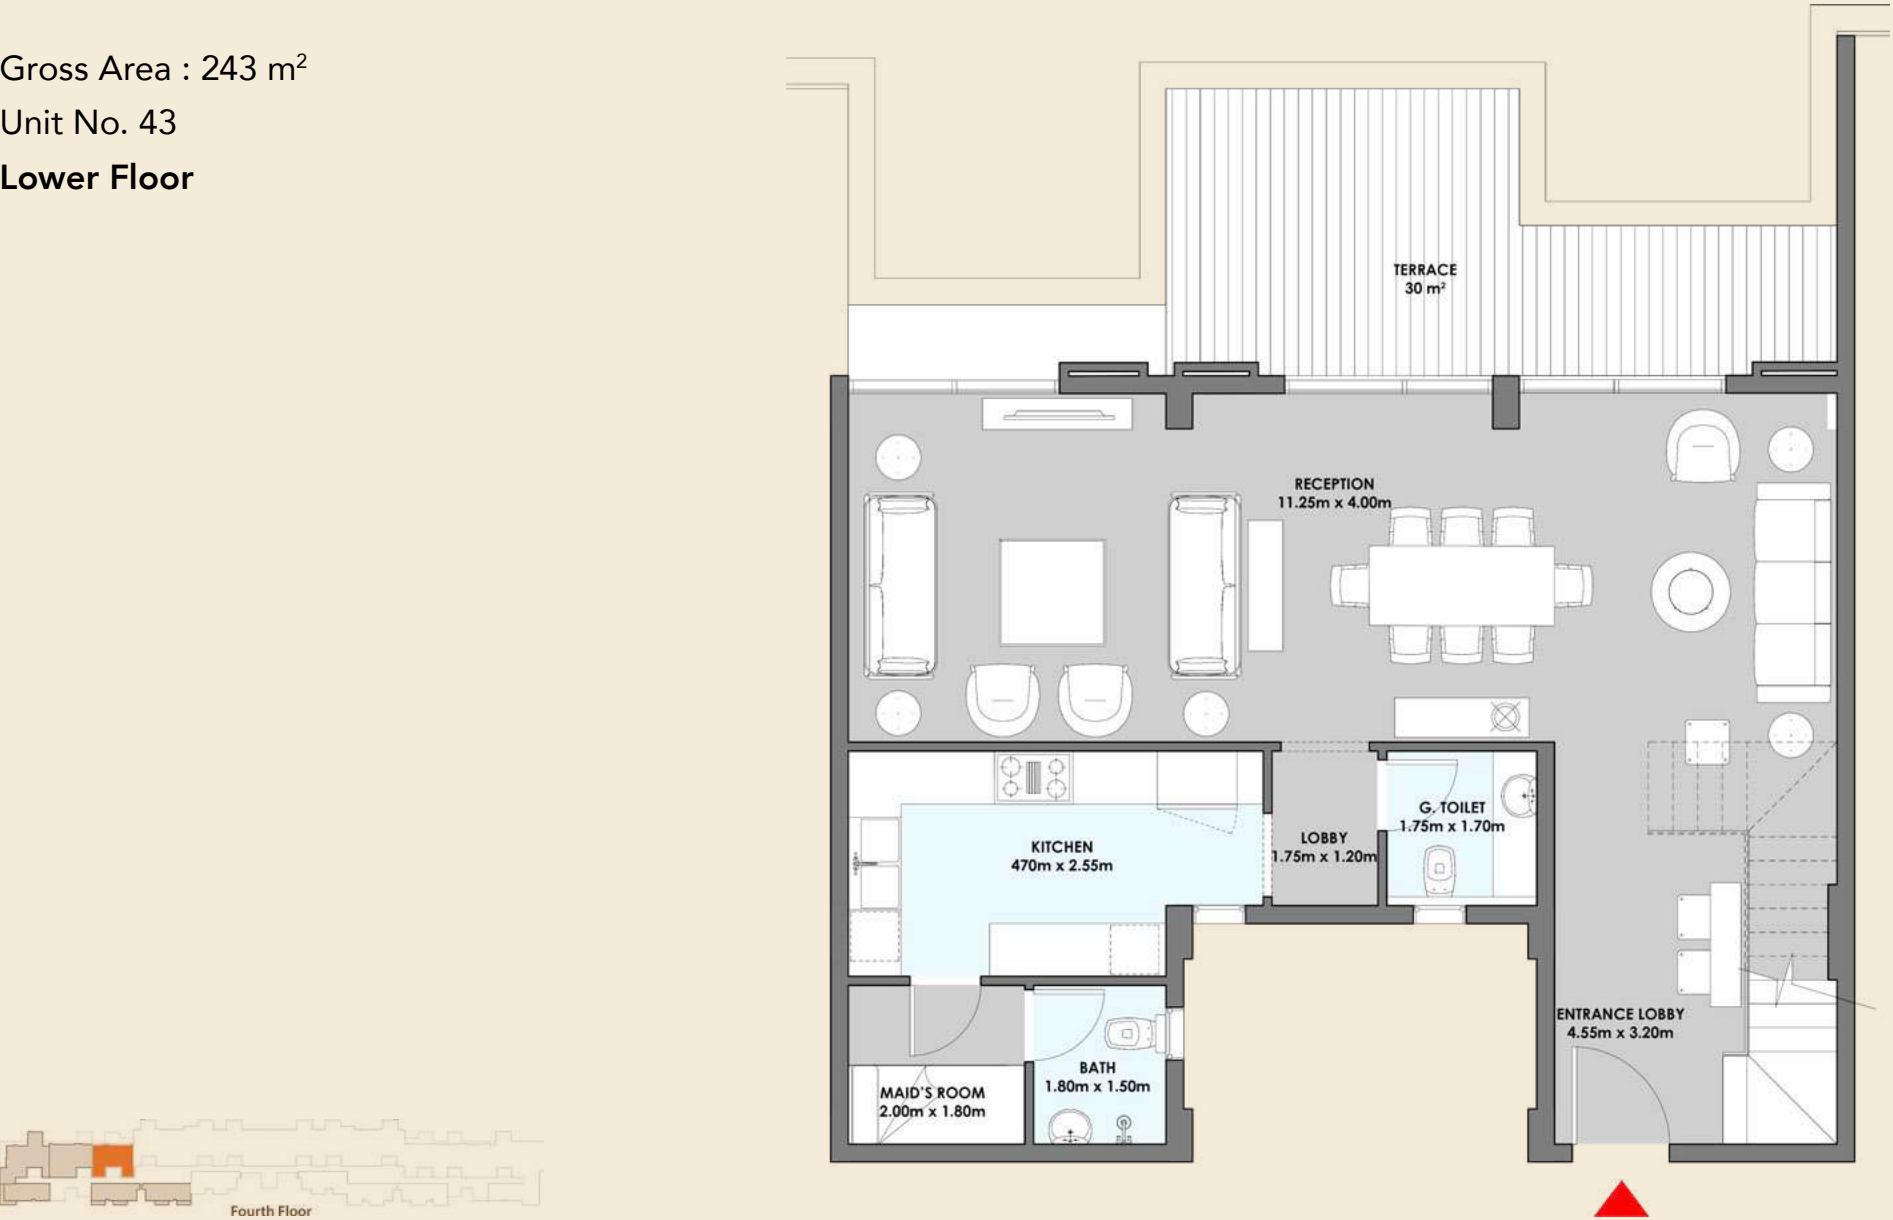 Gross Area : 243 m²
Unit No. 43
Lower Floor
TERRACE
30 m²
RECEPTION
11.25m x 4.00m
KITCHEN
470m x 2.55m
LOBBY
1.75m x 1.20m
G. TOILET
1.75m x 1.70m
ENTRANCE LOBBY
4.55m x 3.20m
MAID'S ROOM
2.00m x 1.80m
BATH
1.80m x 1.50m
Fourth Floor